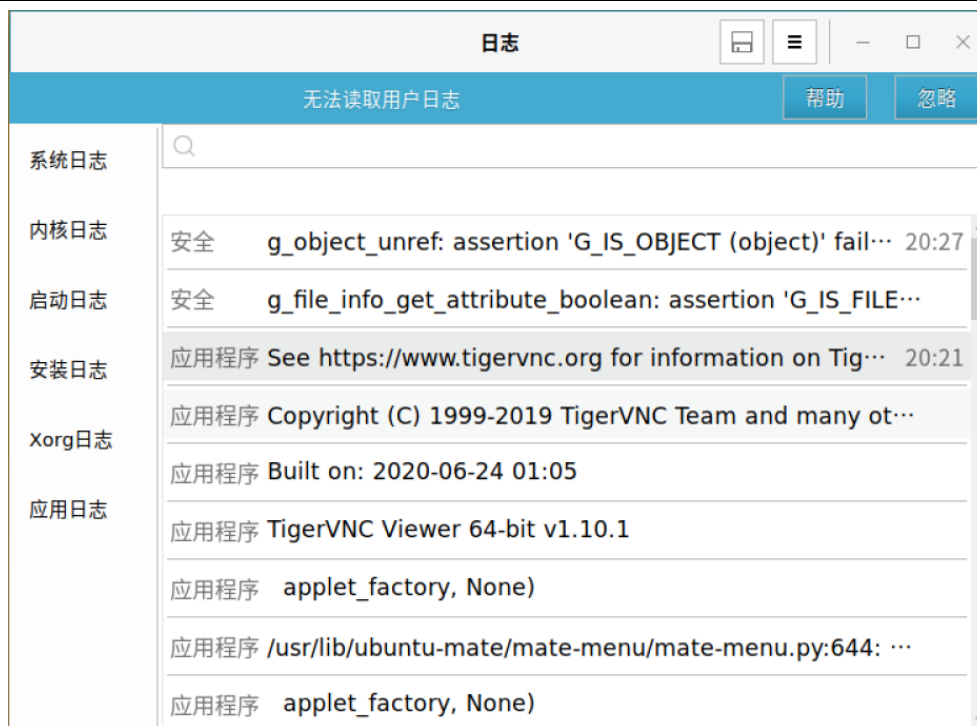 日志
无法读取用户日志 帮助 忽略
系统日志
内核日志
启动日志
安装日志
Xorg日志
应用日志
安全 g_object_unref: assertion 'G_IS_OBJECT (object)' fail··· 20:27
安全 g_file_info_get_attribute_boolean: assertion 'G_IS_FILE···
应用程序 See https://www.tigervnc.org for information on Tig··· 20:21
应用程序 Copyright (C) 1999-2019 TigerVNC Team and many ot···
应用程序 Built on: 2020-06-24 01:05
应用程序 TigerVNC Viewer 64-bit v1.10.1
应用程序 applet_factory, None)
应用程序 /usr/lib/ubuntu-mate/mate-menu/mate-menu.py:644: ···
应用程序 applet_factory, None)